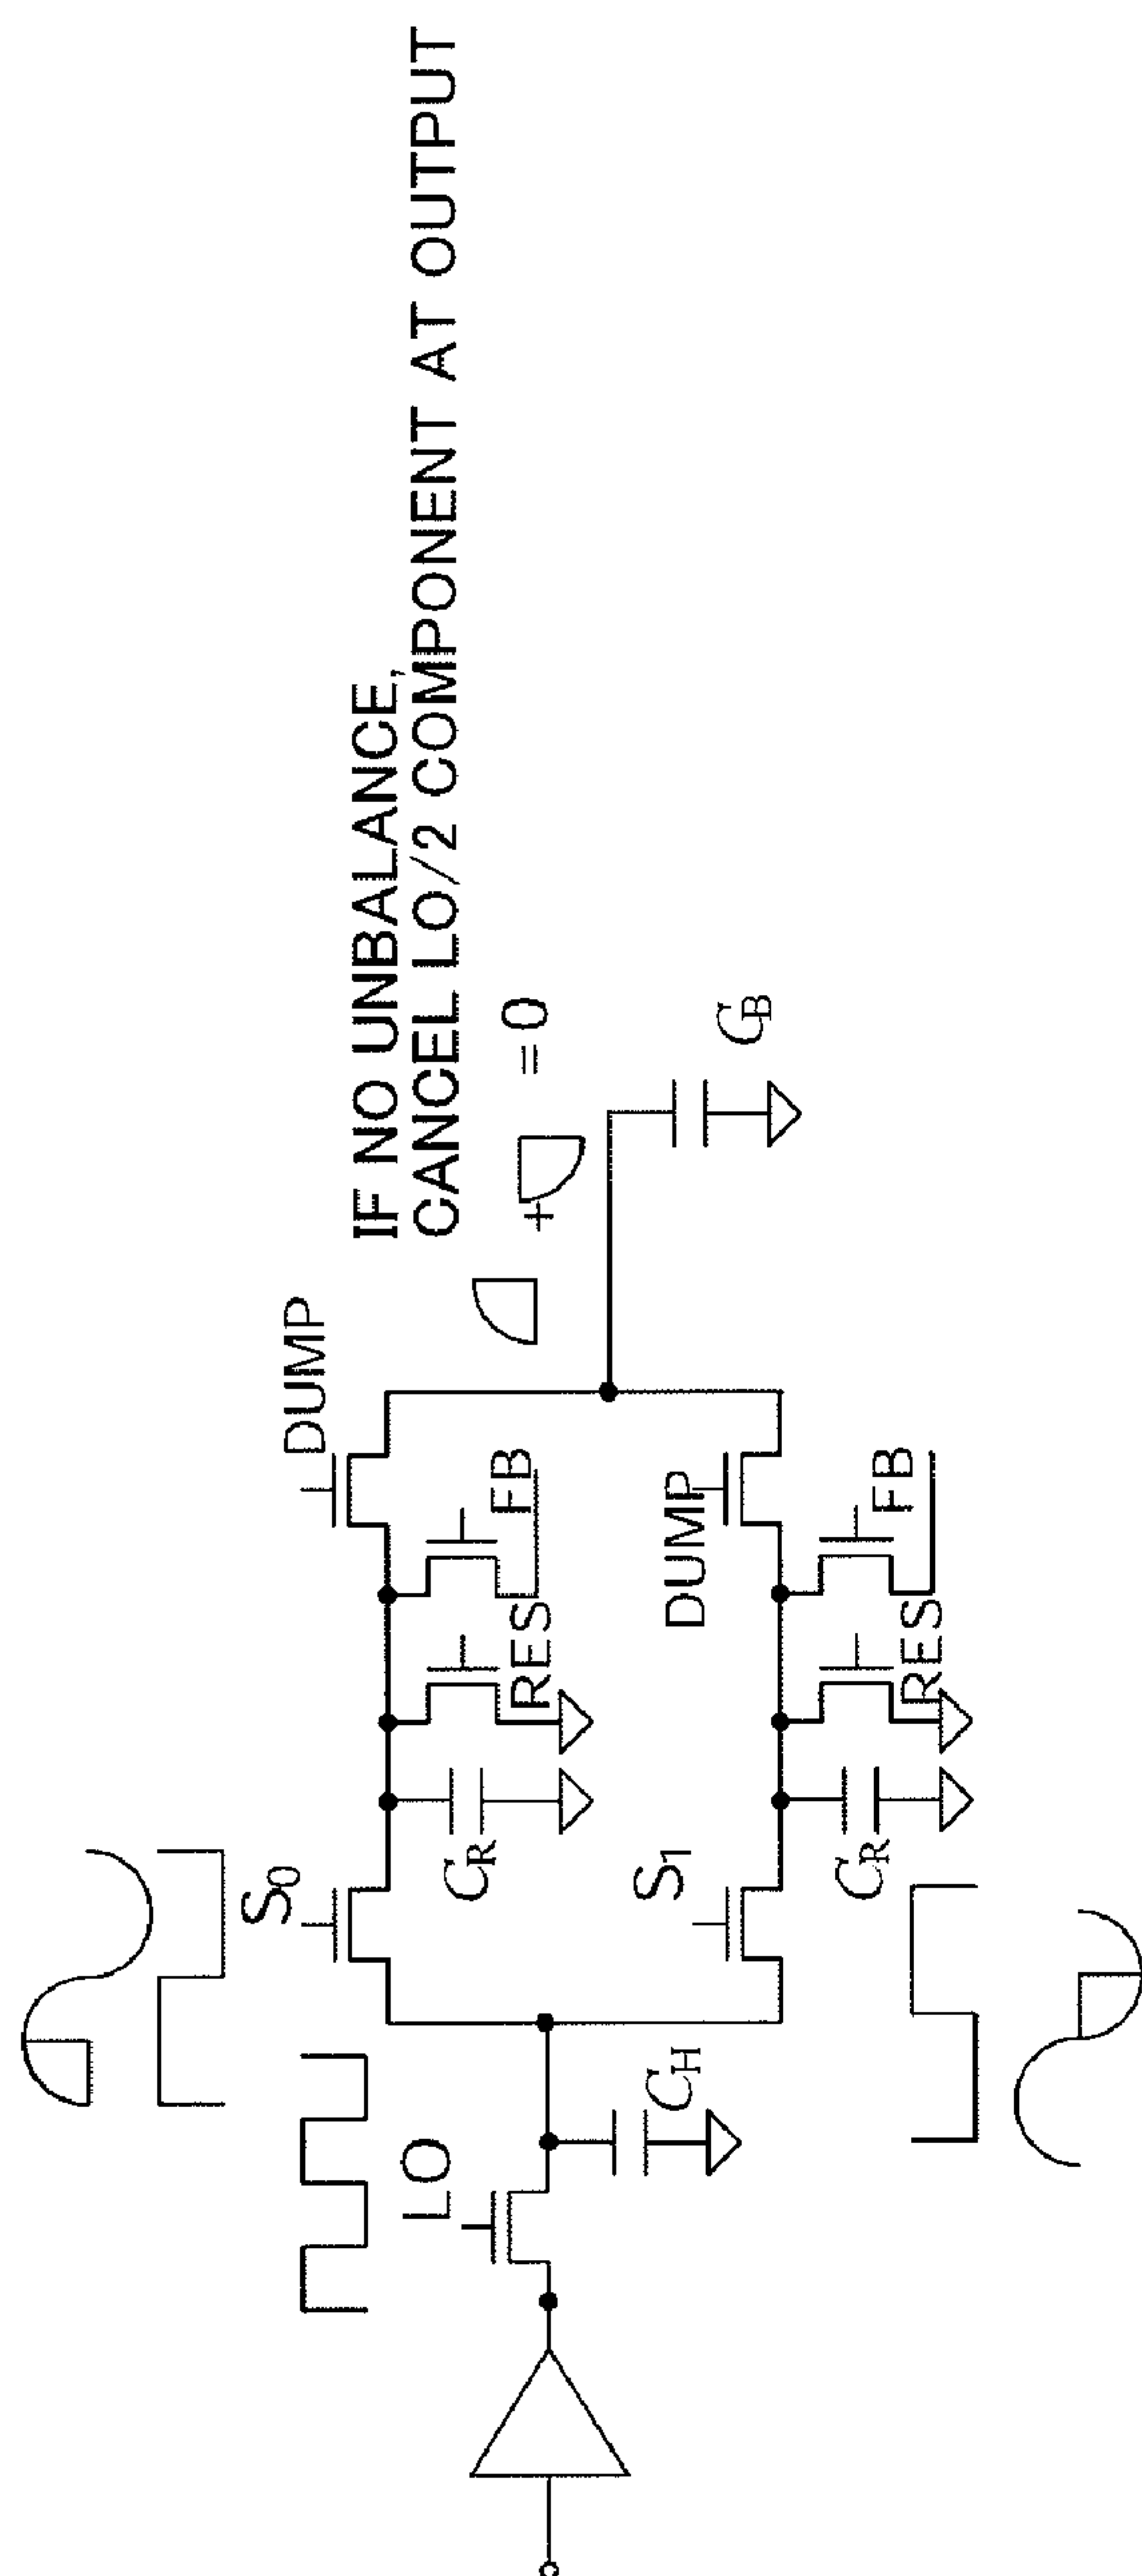 IF NO UNBALANCE,
CANCEL LO/2 COMPONENT AT OUTPUT
+ =0
DUMP
S0
FB
RES
CR
LO
CH
CB
DUMP
S1
FB
RES
CR